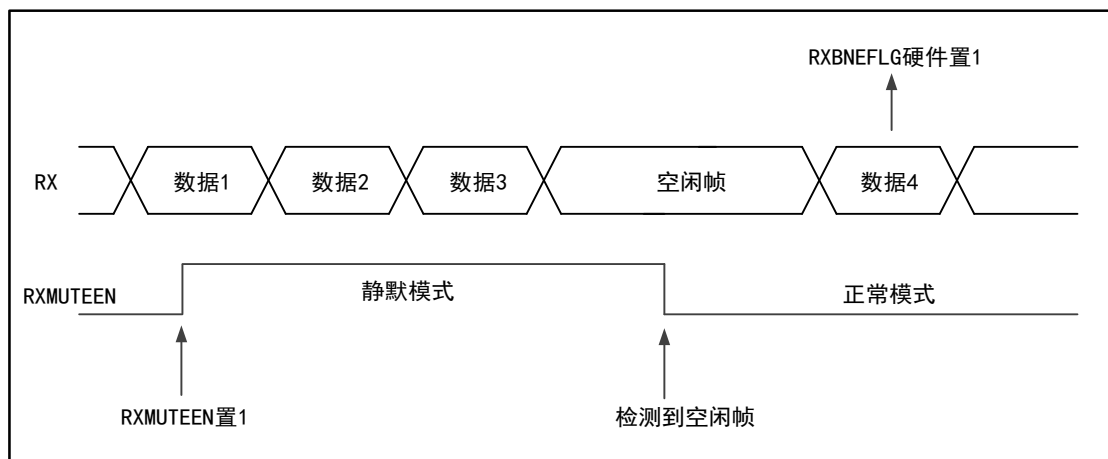 RXBNEFLG硬件置1
RX
数据1
数据2
数据3
空闲帧
数据4
RXMUTEEN
静默模式
正常模式
RXMUTEEN置1
检测到空闲帧